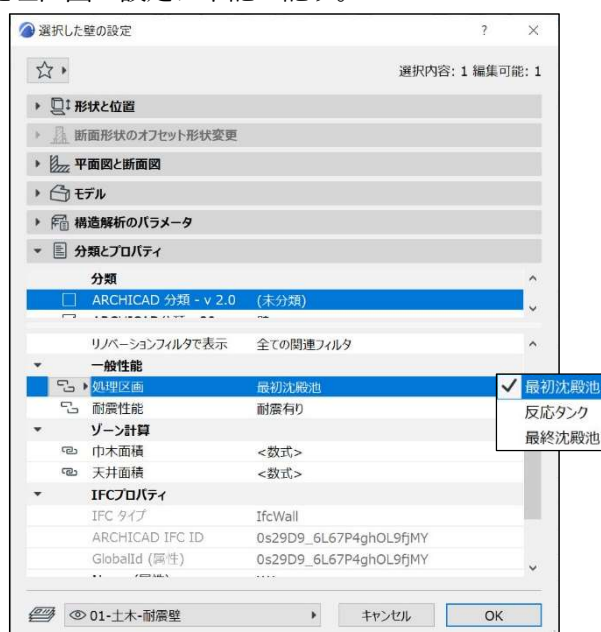 選択した壁の設定
?
×
選択内容: 1 編集可能: 1
形状と位置
断面形状のオフセット形状変更
平面図と断面図
モデル
構造解析のパラメータ
分類とプロパティ
分類
ARCHICAD 分類 - v 2.0 (未分類)
リノベーションフィルタで表示 全ての関連フィルタ
一般性能
処理区画 最初沈殿池
✓ 最初沈殿池
反応タンク
最終沈殿池
耐震性能 耐震有り
ゾーン計算
巾木面積 <数式>
天井面積 <数式>
IFCプロパティ
IFC タイプ IfcWall
ARCHICAD IFC ID 0s29D9_6L67P4ghOL9fjMY
GlobalId (属性) 0s29D9_6L67P4ghOL9fjMY
01-土木-耐震壁
キャンセル
OK